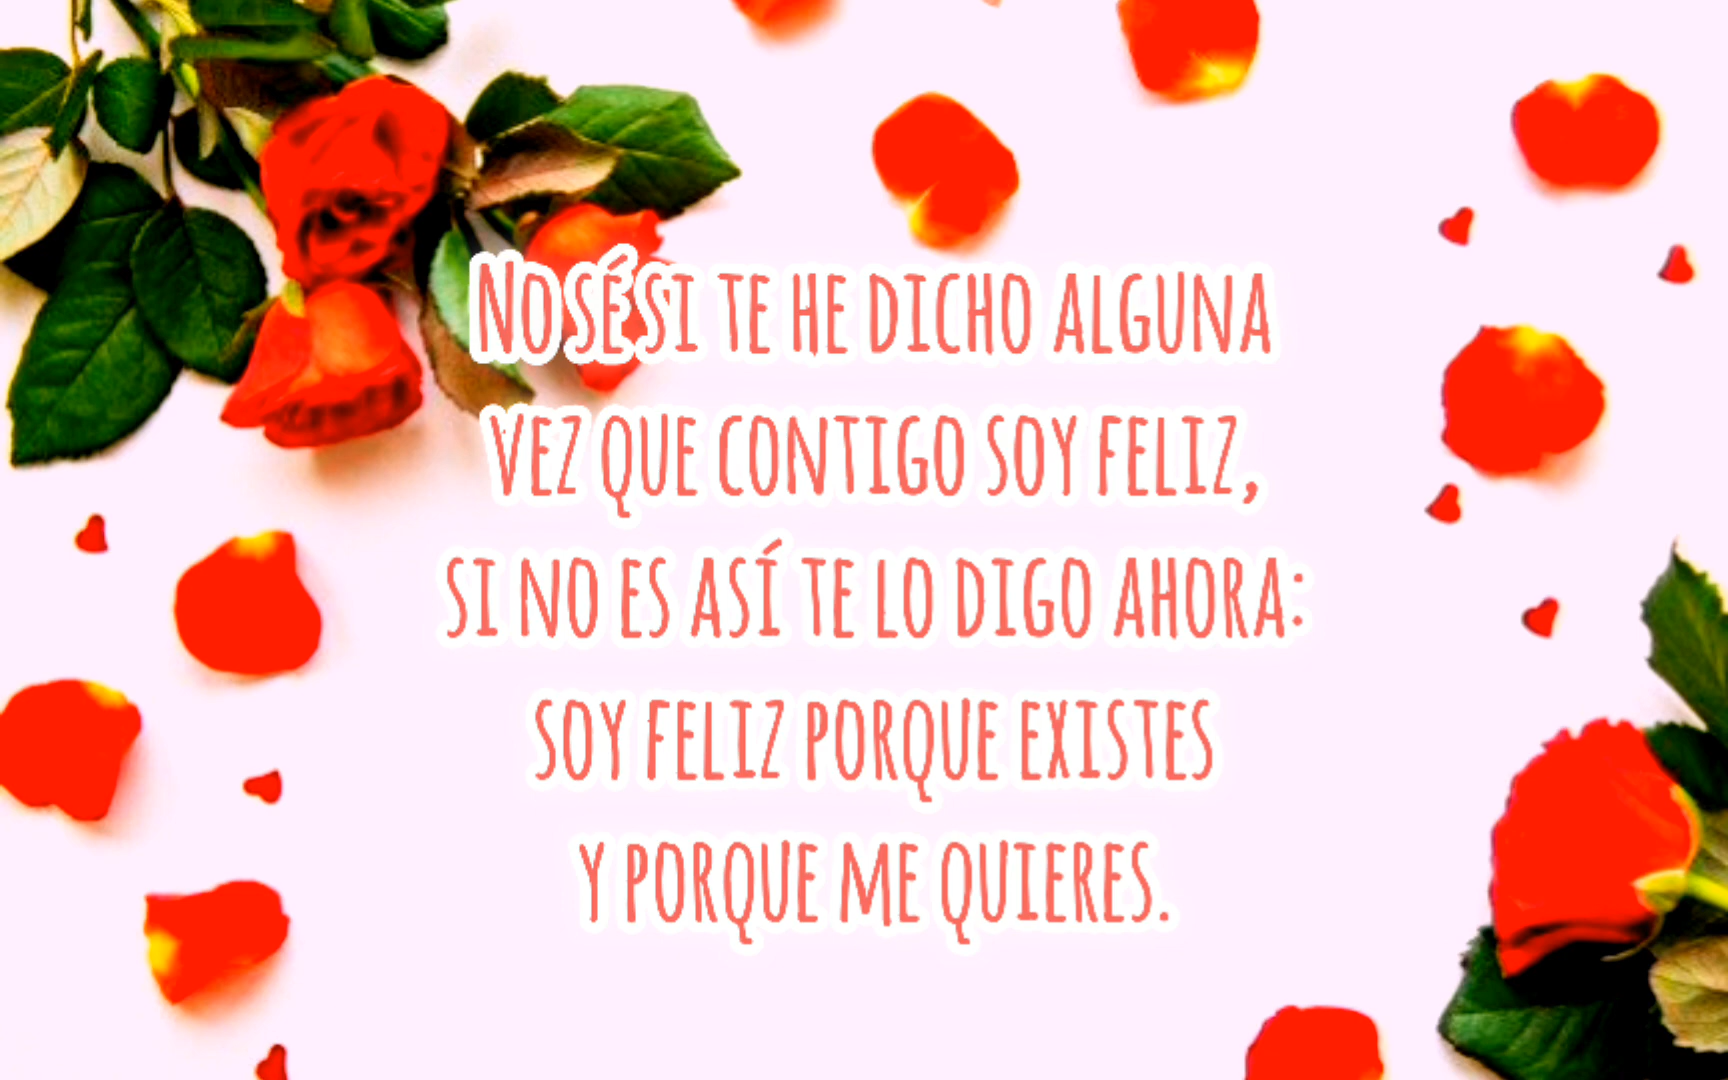 No sé si te he dicho alguna
vez que contigo soy feliz,
si no es así te lo digo ahora:
soy feliz porque existes
y porque me quieres.